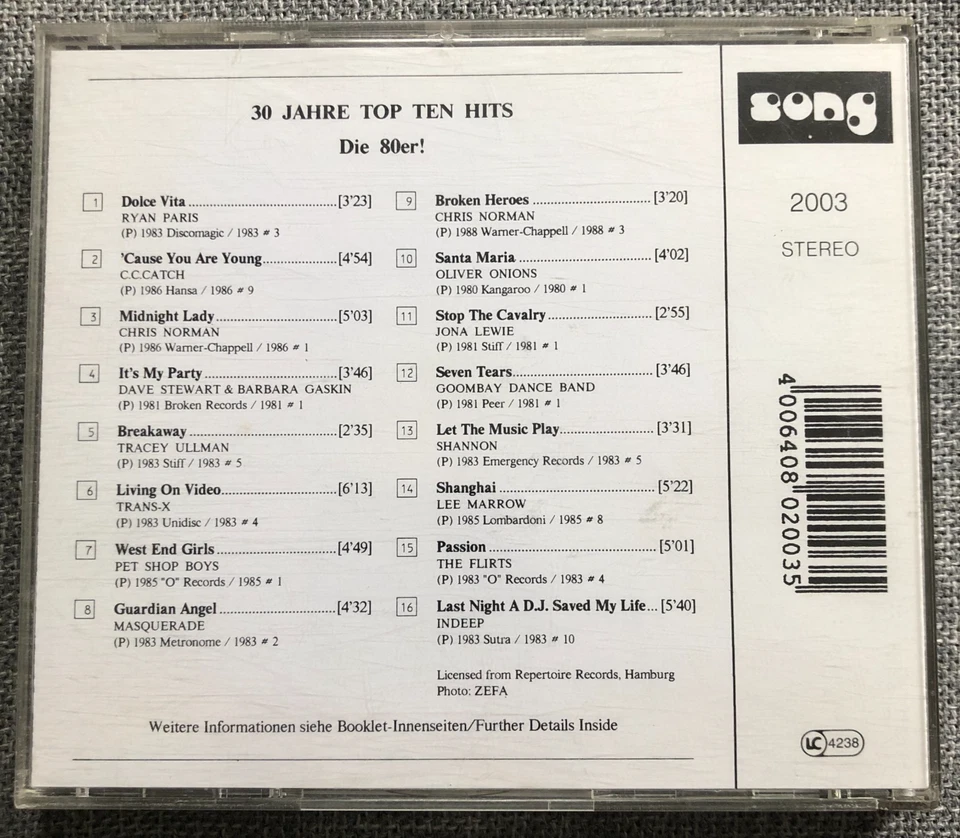 30 JAHRE TOP TEN HITS
Die 80er!
1 Dolce Vita ........................................[3'23]
RYAN PARIS
(P) 1983 Discomagic / 1983 # 3
2 'Cause You Are Young....................[4'54]
C.C.CATCH
(P) 1986 Hansa / 1986 # 9
3 Midnight Lady.................................[5'03]
CHRIS NORMAN
(P) 1986 Warner-Chappell / 1986 # 1
4 It's My Party....................................[3'46]
DAVE STEWART & BARBARA GASKIN
(P) 1981 Broken Records / 1981 # 1
5 Breakaway ........................................[2'35]
TRACEY ULLMAN
(P) 1983 Stiff / 1983 # 5
6 Living On Video...............................[6'13]
TRANS-X
(P) 1983 Unidisc / 1983 # 4
7 West End Girls.................................[4'49]
PET SHOP BOYS
(P) 1985 "O" Records / 1985 # 1
8 Guardian Angel................................[4'32]
MASQUERADE
(P) 1983 Metronome / 1983 # 2
9 Broken Heroes ................................[3'20]
CHRIS NORMAN
(P) 1988 Warner-Chappell / 1988 # 3
10 Santa Maria ....................................[4'02]
OLIVER ONIONS
(P) 1980 Kangaroo / 1980 # 1
11 Stop The Cavalry............................[2'55]
JONA LEWIE
(P) 1981 Stiff / 1981 # 1
12 Seven Tears.....................................[3'46]
GOOMBAY DANCE BAND
(P) 1981 Peer / 1981 # 1
13 Let The Music Play.........................[3'31]
SHANNON
(P) 1983 Emergency Records / 1983 # 5
14 Shanghai..........................................[5'22]
LEE MARROW
(P) 1985 Lombardoni / 1985 # 8
15 Passion.............................................[5'01]
THE FLIRTS
(P) 1983 "O" Records / 1983 # 4
16 Last Night A D.J. Saved My Life... [5'40]
INDEEP
(P) 1983 Sutra / 1983 # 10
Licensed from Repertoire Records, Hamburg
Photo: ZEFA
Weitere Informationen siehe Booklet-Innenseiten/Further Details Inside
song
2003
STEREO
4 006408 020035
LC 4238